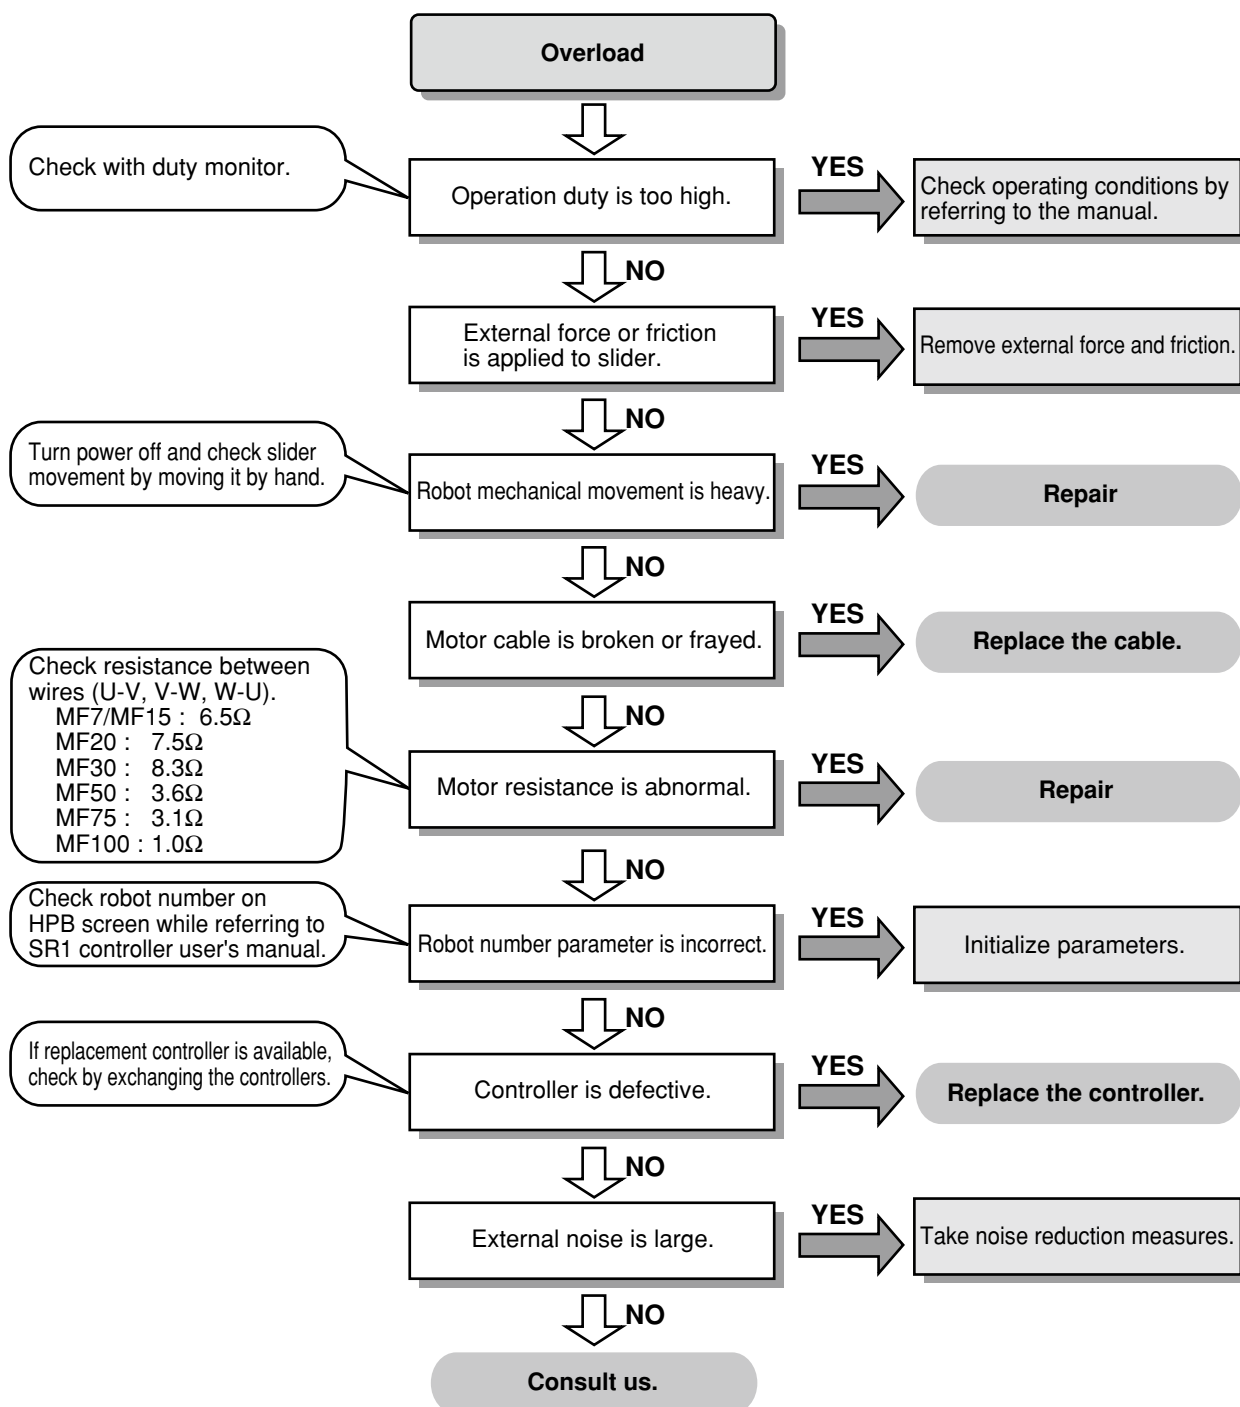 Overload
Check with duty monitor.
Operation duty is too high.
YES
Check operating conditions by
referring to the manual.
NO
External force or friction
is applied to slider.
YES
Remove external force and friction.
NO
Turn power off and check slider
movement by moving it by hand.
Robot mechanical movement is heavy.
YES
Repair
NO
Motor cable is broken or frayed.
YES
Replace the cable.
NO
Check resistance between
wires (U-V, V-W, W-U).
MF7/MF15 : 6.5Ω
MF20 : 7.5Ω
MF30 : 8.3Ω
MF50 : 3.6Ω
MF75 : 3.1Ω
MF100 : 1.0Ω
Motor resistance is abnormal.
YES
Repair
NO
Check robot number on
HPB screen while referring to
SR1 controller user's manual.
Robot number parameter is incorrect.
YES
Initialize parameters.
NO
If replacement controller is available,
check by exchanging the controllers.
Controller is defective.
YES
Replace the controller.
NO
External noise is large.
YES
Take noise reduction measures.
NO
Consult us.